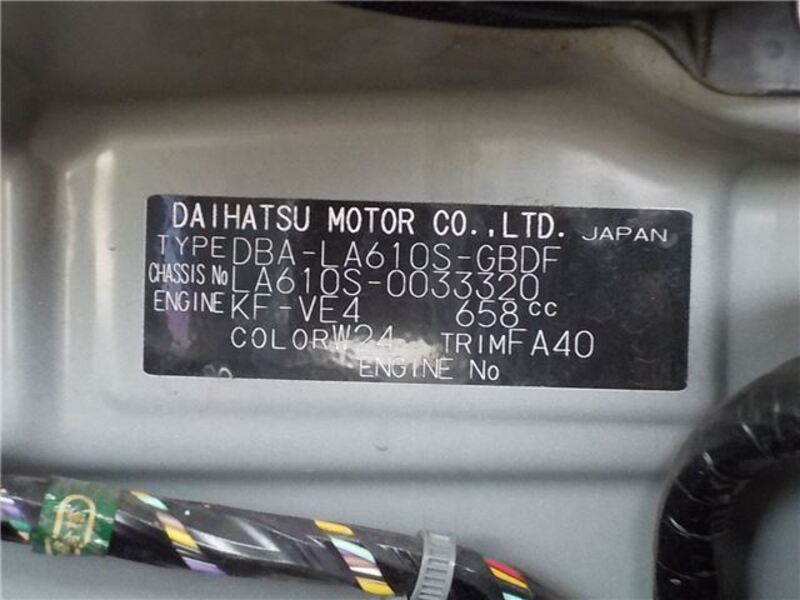 DAIHATSU MOTOR CO.,LTD. JAPAN
TYPE DBA-LA610S-GBDF
CHASSIS No LA610S-0033320
ENGINE KF-VE4 658 cc
COLOR W24 TRIM FA40
ENGINE No